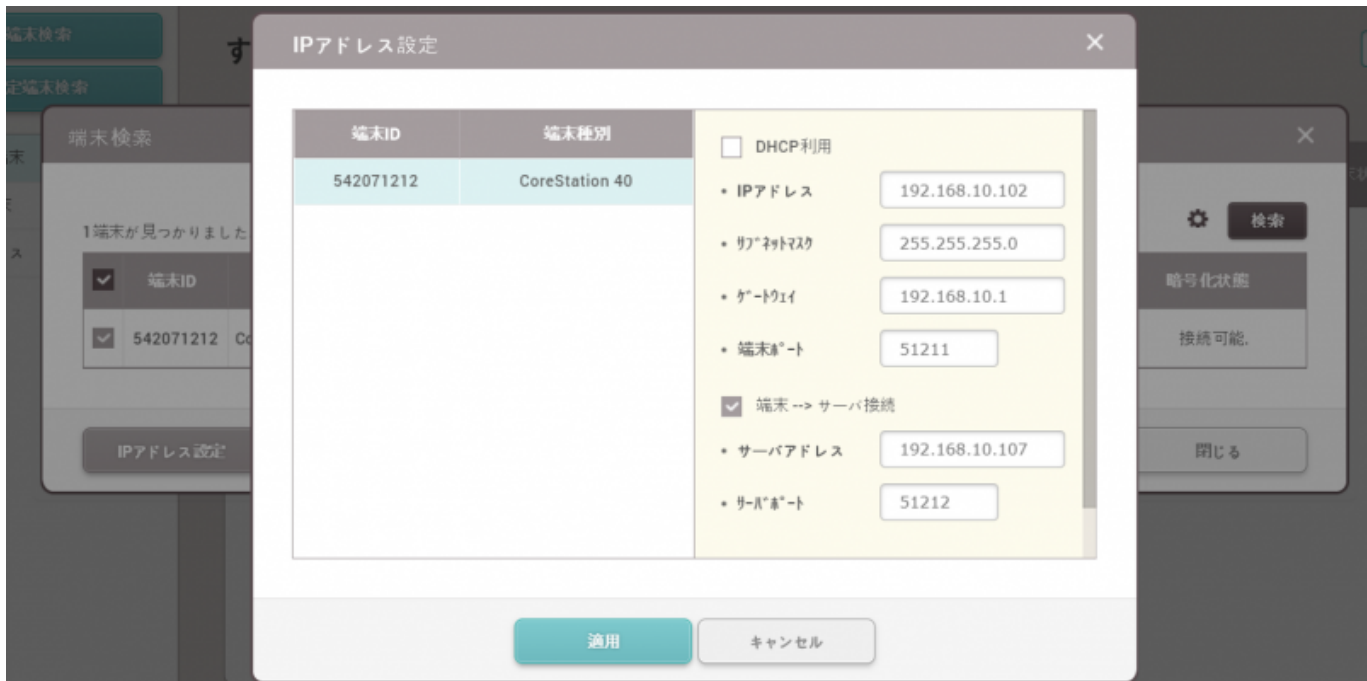 端末検索
定端末検索
す
IPアドレス設定
端末検索
末
ス
1端末が見つかりました
検索
端末ID
暗号化状態
542071212 Co
接続可能.
IPアドレス設定
閉じる
端末ID 端末種別
542071212 CoreStation 40
DHCP利用
• IPアドレス 192.168.10.102
• ｻﾌﾞﾈｯﾄﾏｽｸ 255.255.255.0
• ｹﾞｰﾄｳｪｲ 192.168.10.1
• 端末ﾎﾟｰﾄ 51211
端末 --> サーバ接続
• サーバアドレス 192.168.10.107
• ｻｰﾊﾞﾎﾟｰﾄ 51212
適用
キャンセル